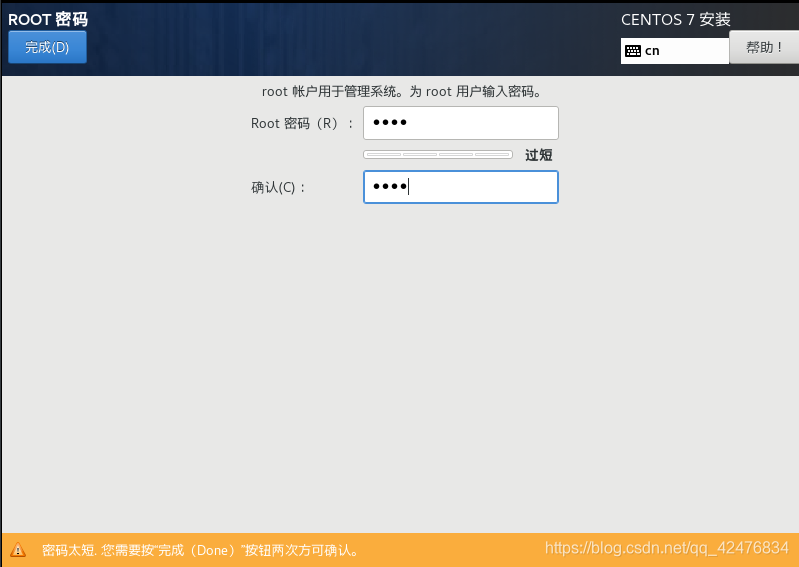 ROOT 密码
CENTOS 7 安装
完成(D)
cn
帮助！
root 帐户用于管理系统。为 root 用户输入密码。
Root 密码（R）： ••••
过短
确认(C)： ••••
密码太短, 您需要按“完成（Done）”按钮两次方可确认。
https://blog.csdn.net/qq_42476834